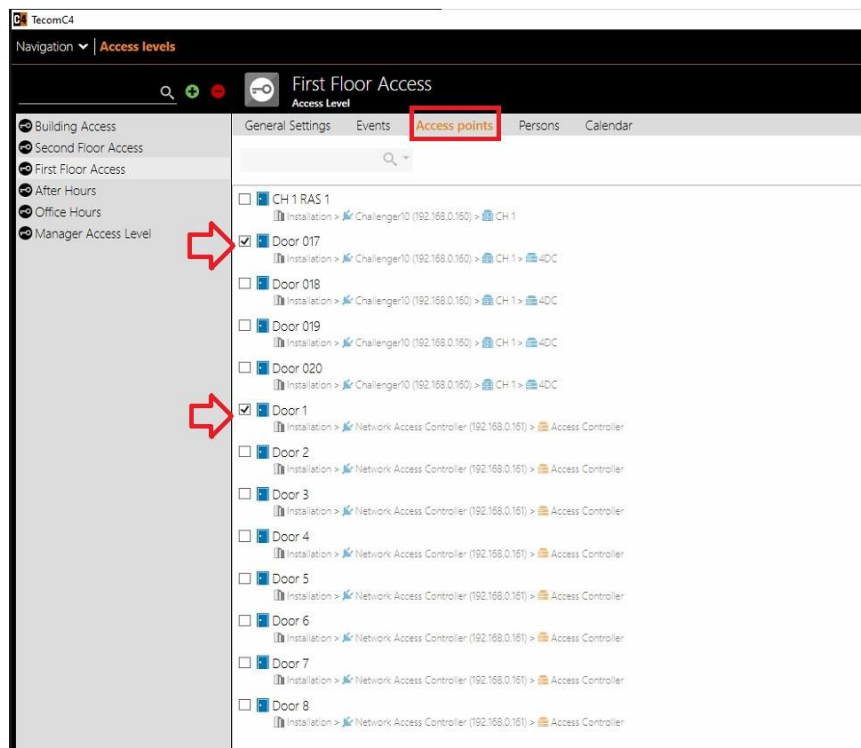 C4 TecomC4
Navigation Access levels
First Floor Access
Access Level
Building Access
Second Floor Access
First Floor Access
After Hours
Office Hours
Manager Access Level
General Settings Events Access points Persons Calendar
CH 1 RAS 1
Installation > Challenger10 (192.168.0.160) > CH 1
Door 017
Installation > Challenger10 (192.168.0.160) > CH 1 > 4DC
Door 018
Installation > Challenger10 (192.168.0.160) > CH 1 > 4DC
Door 019
Installation > Challenger10 (192.168.0.160) > CH 1 > 4DC
Door 020
Installation > Challenger10 (192.168.0.160) > CH 1 > 4DC
Door 1
Installation > Network Access Controller (192.168.0.161) > Access Controller
Door 2
Installation > Network Access Controller (192.168.0.161) > Access Controller
Door 3
Installation > Network Access Controller (192.168.0.161) > Access Controller
Door 4
Installation > Network Access Controller (192.168.0.161) > Access Controller
Door 5
Installation > Network Access Controller (192.168.0.161) > Access Controller
Door 6
Installation > Network Access Controller (192.168.0.161) > Access Controller
Door 7
Installation > Network Access Controller (192.168.0.161) > Access Controller
Door 8
Installation > Network Access Controller (192.168.0.161) > Access Controller